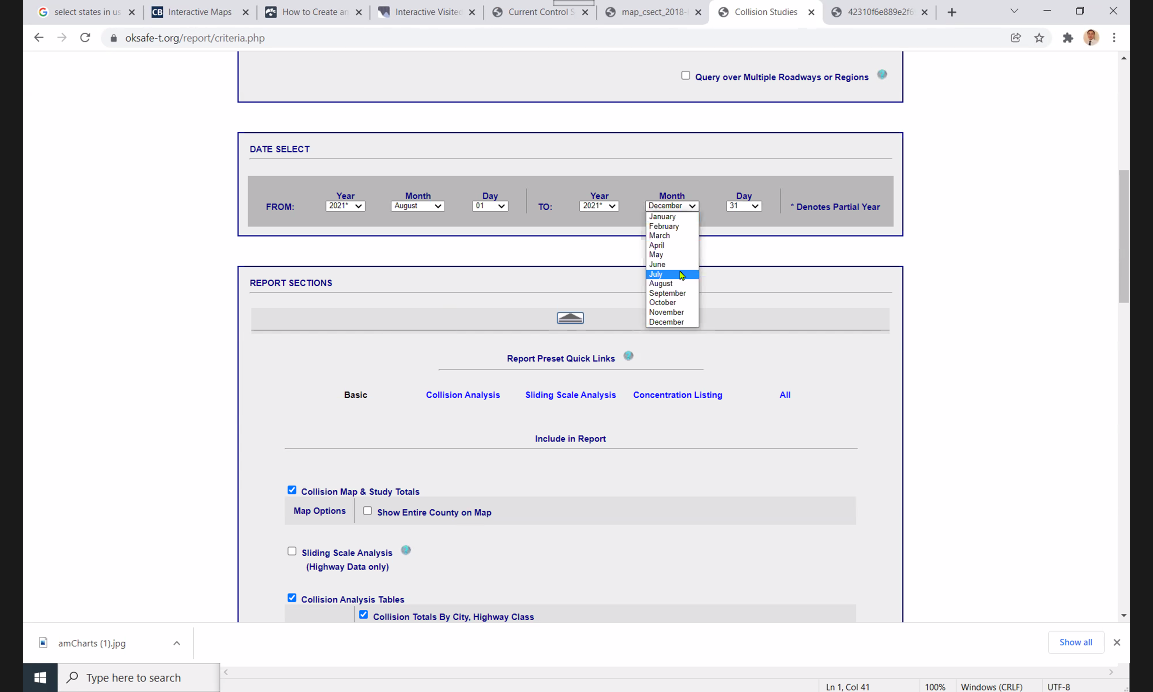 select states in us
Interactive Maps
How to Create an
Interactive Visited
Current Control S
map_csect_2018-
Collision Studies
42310f6e889e2f6
oksafe-t.org/report/criteria.php
Query over Multiple Roadways or Regions
DATE SELECT
Year Month Day Year Month Day
FROM: 2021* August 01 TO: 2021* December 31 * Denotes Partial Year
January
February
March
April
May
June
July
August
September
October
November
December
REPORT SECTIONS
Report Preset Quick Links
Basic Collision Analysis Sliding Scale Analysis Concentration Listing All
Include in Report
Collision Map & Study Totals
Map Options Show Entire County on Map
Sliding Scale Analysis
(Highway Data only)
Collision Analysis Tables
Collision Totals By City, Highway Class
amCharts (1).jpg Show all
Type here to search
Ln 1, Col 41 100% Windows (CRLF) UTF-8